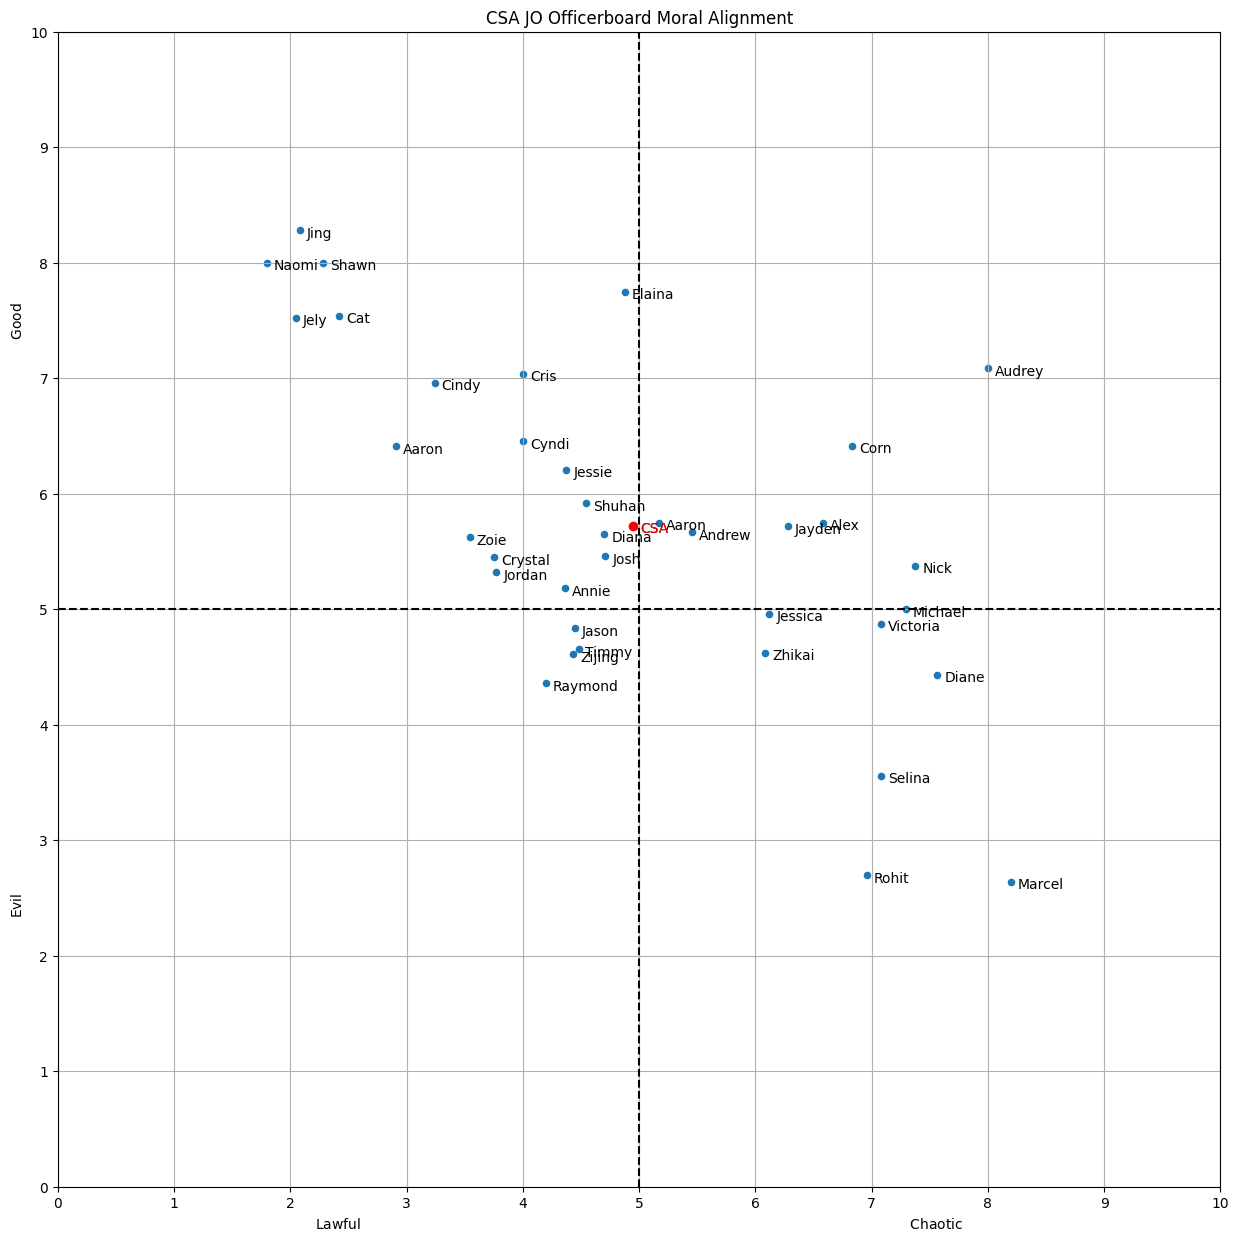 CSA JO Officerboard Moral Alignment
10
9
Jing
8
Naomi
Shawn
Elaina
Good
Jely
Cat
7
Cris
Audrey
Cindy
Aaron
Cyndi
Corn
Jessie
6
Shuhan
CSA
Aaron
Alex
Jayden
Andrew
Diana
Zoie
Josh
Crystal
Nick
Jordan
Annie
5
Michael
Jessica
Victoria
Jason
Timmy
Zijing
Zhikai
Raymond
Diane
4
Selina
3
Rohit
Marcel
Evil
2
1
0
0 1 2 3 4 5 6 7 8 9 10
Lawful
Chaotic